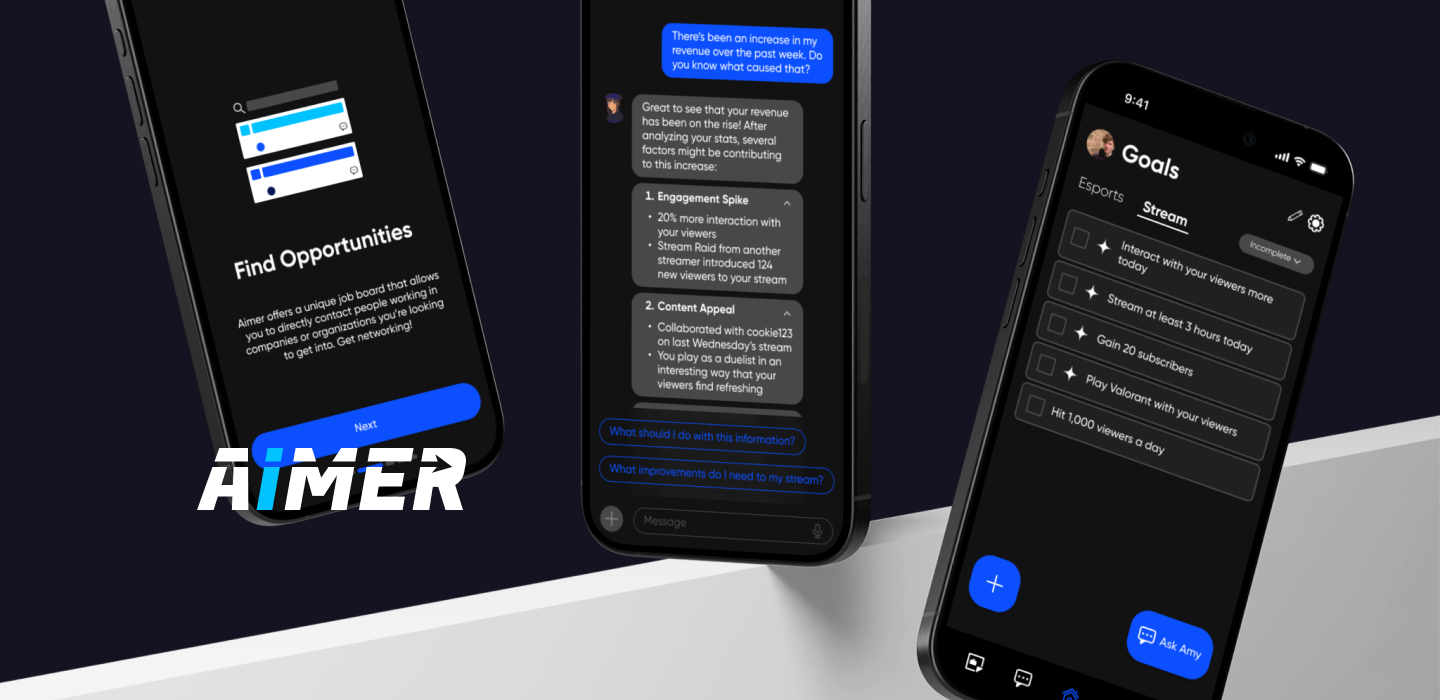 Find Opportunities
Aimer offers a unique job board that allows
you to directly contact people working in
companies or organizations you're looking
to get into. Get networking!
Next
AiMER
There's been an increase in my
revenue over the past week. Do
you know what caused that?
Great to see that your revenue
has been on the rise! After
analyzing your stats, several
factors might be contributing
to this increase:
1. Engagement Spike
• 20% more interaction with
your viewers
• Stream Raid from another
streamer introduced 124
new viewers to your stream
2. Content Appeal
• Collaborated with cookie123
on last Wednesday's stream
• You play as a duelist in an
interesting way that your
viewers find refreshing
What should I do with this information?
What improvements do I need to my stream?
Message
9:41
Goals
Esports Stream
Incomplete
Interact with your viewers more
today
Stream at least 3 hours today
Gain 20 subscribers
Play Valorant with your viewers
Hit 1,000 viewers a day
Ask Amy